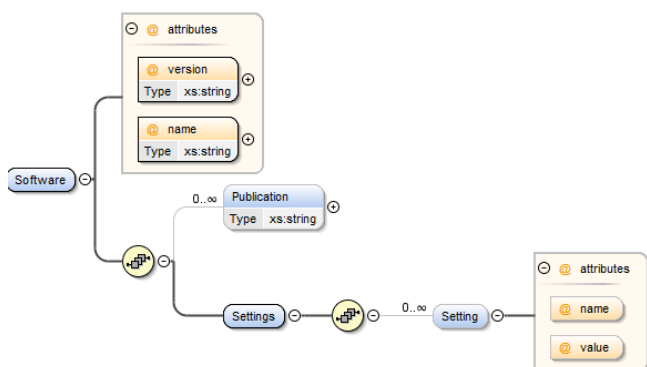 @ attributes
@ version
Type xs:string
@ name
Type xs:string
Software
0..∞
Publication
Type xs:string
@ attributes
Settings
0..∞
Setting
@ name
@ value